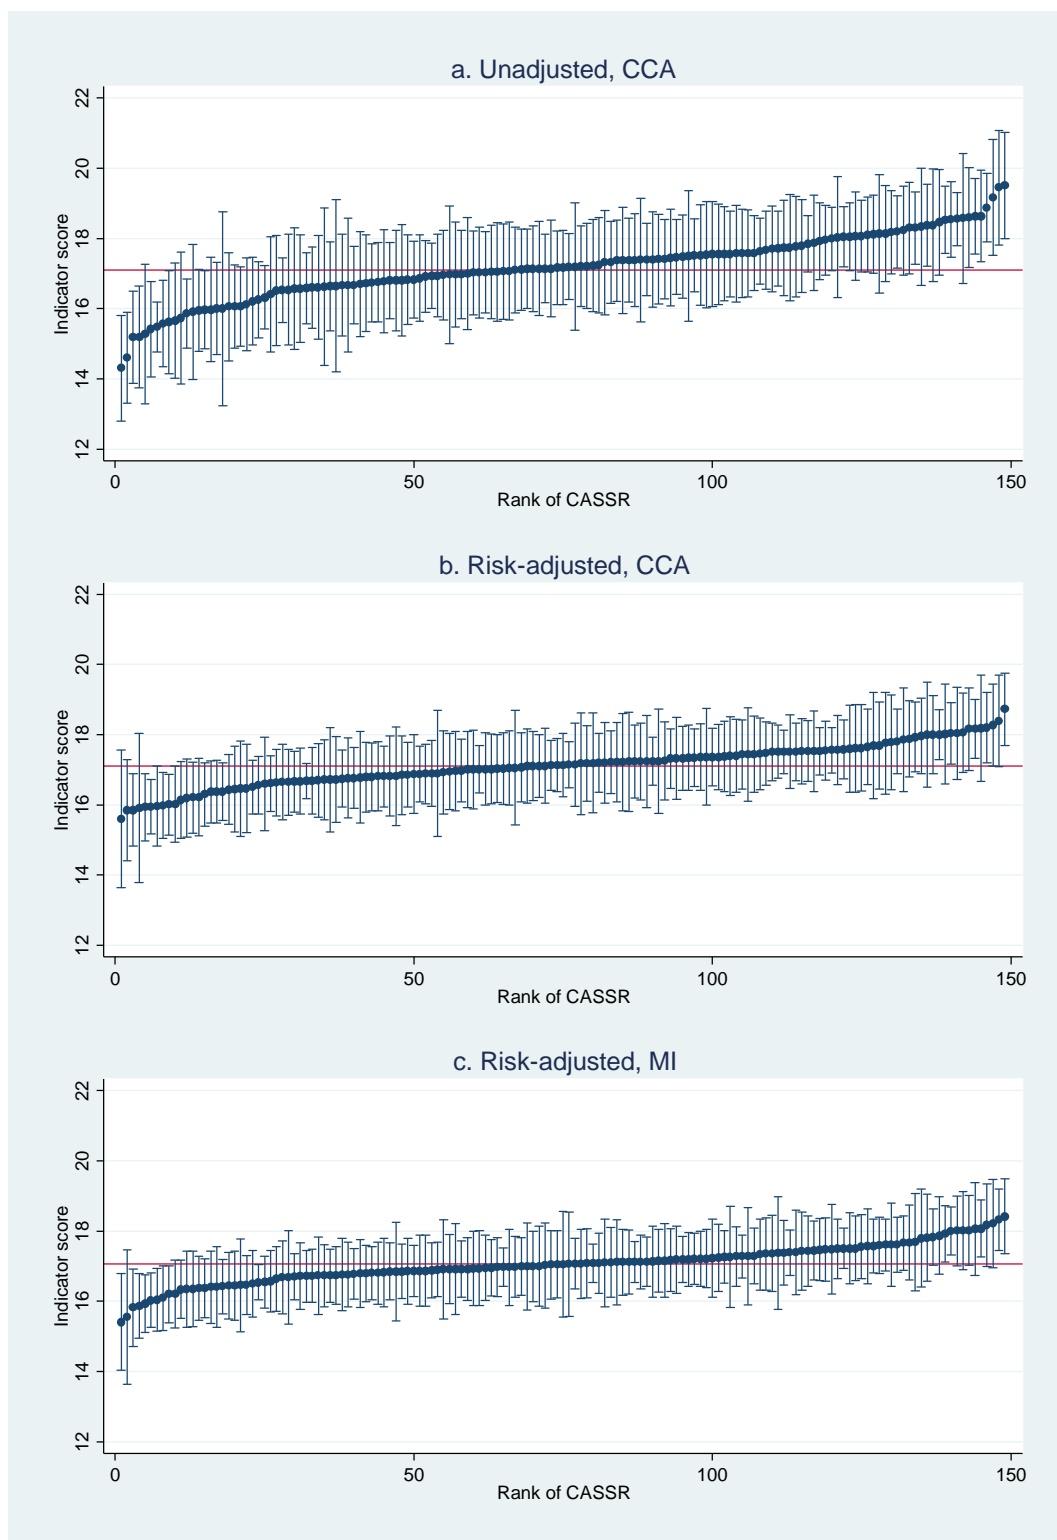 a. Unadjusted, CCA
22
20
18
16
14
12
Indicator score
0 50 100 150
Rank of CASSR
b. Risk-adjusted, CCA
22
20
18
16
14
12
Indicator score
0 50 100 150
Rank of CASSR
c. Risk-adjusted, MI
22
20
18
16
14
12
Indicator score
0 50 100 150
Rank of CASSR